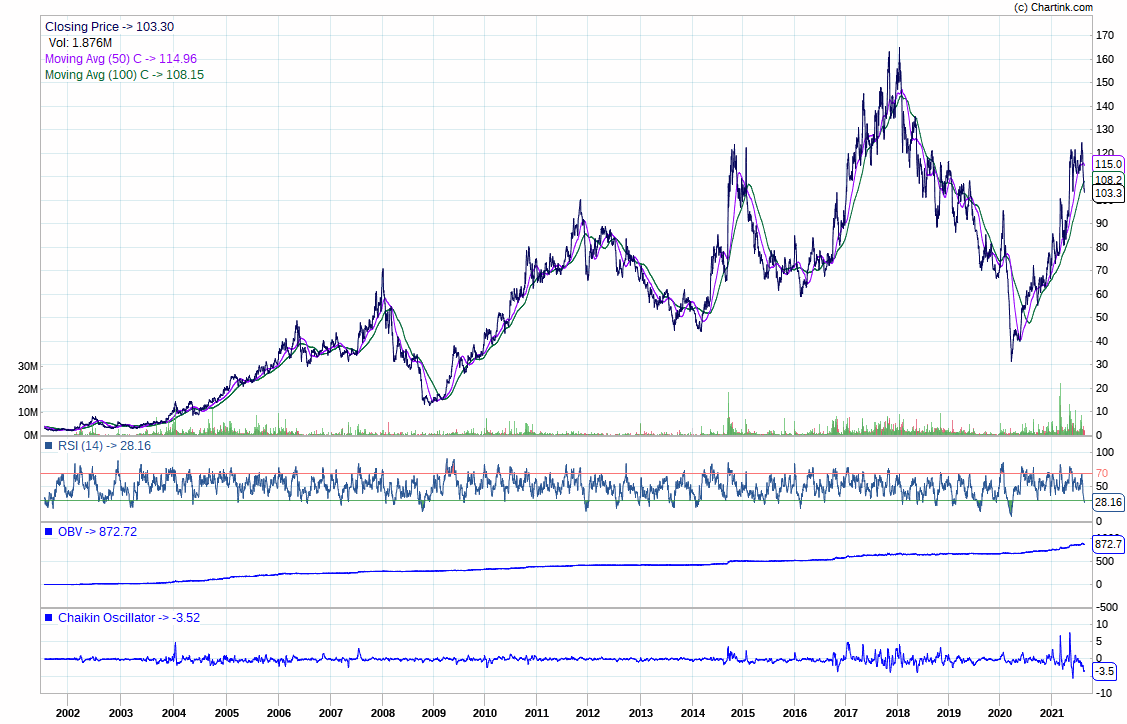 (c) Chartink.com
Closing Price -> 103.30
Vol: 1.876M
Moving Avg (50) C -> 114.96
Moving Avg (100) C -> 108.15
170
160
150
140
130
120
115.0
108.2
103.3
90
80
70
60
50
40
30
20
10
0
30M
20M
10M
0M
RSI (14) -> 28.16
100
70
50
28.16
0
OBV -> 872.72
872.7
500
0
-500
Chaikin Oscillator -> -3.52
10
5
0
-3.5
-10
2002 2003 2004 2005 2006 2007 2008 2009 2010 2011 2012 2013 2014 2015 2016 2017 2018 2019 2020 2021